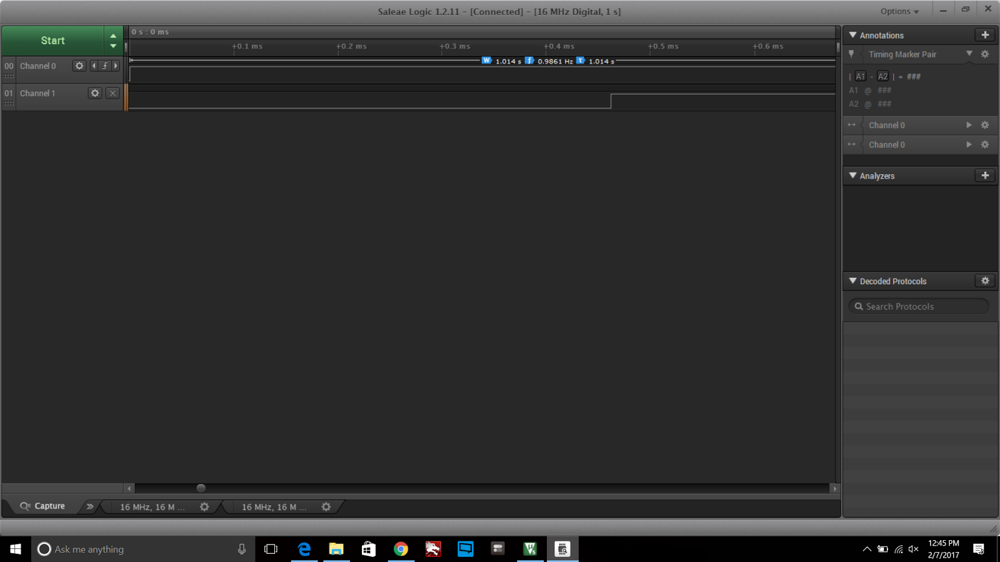 Saleae Logic 1.2.11 - [Connected] - [16 MHz Digital, 1 s]
Options
Start
0 s : 0 ms
+0.1 ms +0.2 ms +0.3 ms +0.4 ms +0.5 ms +0.6 ms
00 Channel 0
W 1.014 s f 0.9861 Hz T 1.014 s
01 Channel 1
Annotations
Timing Marker Pair
| A1 - A2 | = ###
A1 @ ###
A2 @ ###
Channel 0
Channel 0
Analyzers
Decoded Protocols
Search Protocols
Capture
16 MHz, 16 M ...
16 MHz, 16 M ...
Ask me anything
12:45 PM
2/7/2017